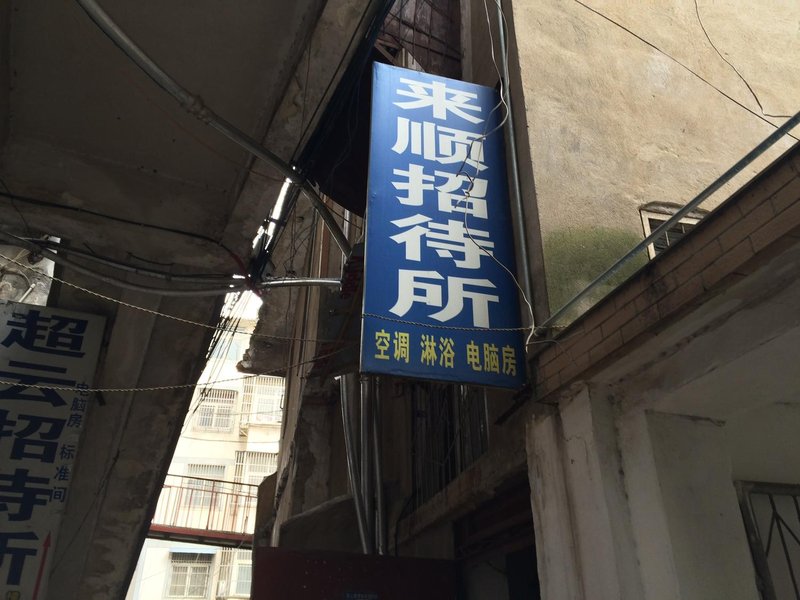 来顺招待所
空调 淋浴 电脑房
超云招待所
电脑房 标准间